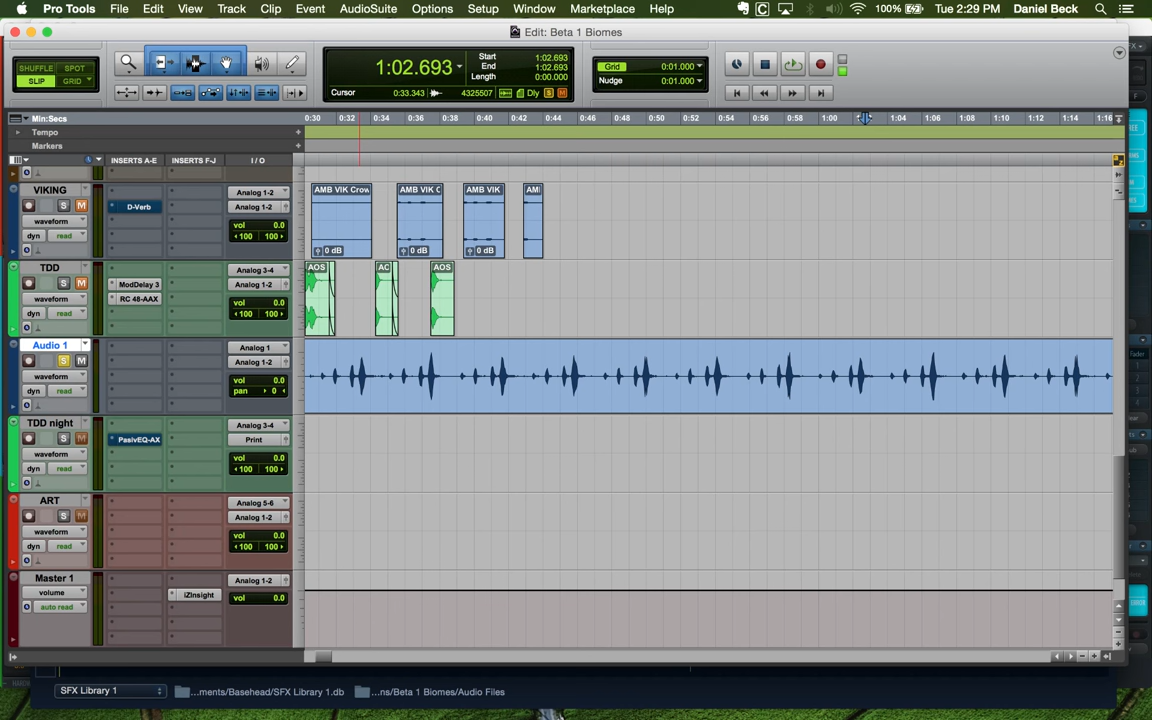 Pro Tools File Edit View Track Clip Event AudioSuite Options Setup Window Marketplace Help 100% Tue 2:29 PM Daniel Beck
Edit: Beta 1 Biomes
SHUFFLE SPOT
SLIP GRID
1:02.693
Start 1:02.693
End 1:02.693
Length 0:00.000
Cursor 0:33.343 4325507 Dly S M
Grid 0:01.000
Nudge 0:01.000
Min:Secs 0:30 0:32 0:34 0:36 0:38 0:40 0:42 0:44 0:46 0:48 0:50 0:52 0:54 0:56 0:58 1:00 1:04 1:06 1:08 1:10 1:12 1:14 1:16
Tempo
Markers
INSERTS A-E INSERTS F-J I / O
VIKING Analog 1-2 AMB VIK Crow AMB VIK C AMB VIK AMB
S M D-Verb Analog 1-2
waveform vol 0.0
dyn read 100 100
0 dB 0 dB 0 dB
TDD Analog 3-4 AOS AC AOS
S M ModDelay 3 Analog 1-2
waveform RC 48-AAX vol 0.0
dyn read 100 100
Audio 1 Analog 1
S M Analog 1-2
waveform vol 0.0
dyn read pan 0
TDD night Analog 3-4
S M PasivEQ-AX Print
waveform vol 0.0
dyn read 100 100
ART Analog 5-6
S M Analog 1-2
waveform vol 0.0
dyn read 100 100
Master 1 Analog 1-2
volume iZInsight vol 0.0
auto read
SFX Library 1 ...ments/Basehead/SFX Library 1.db ...ns/Beta 1 Biomes/Audio Files